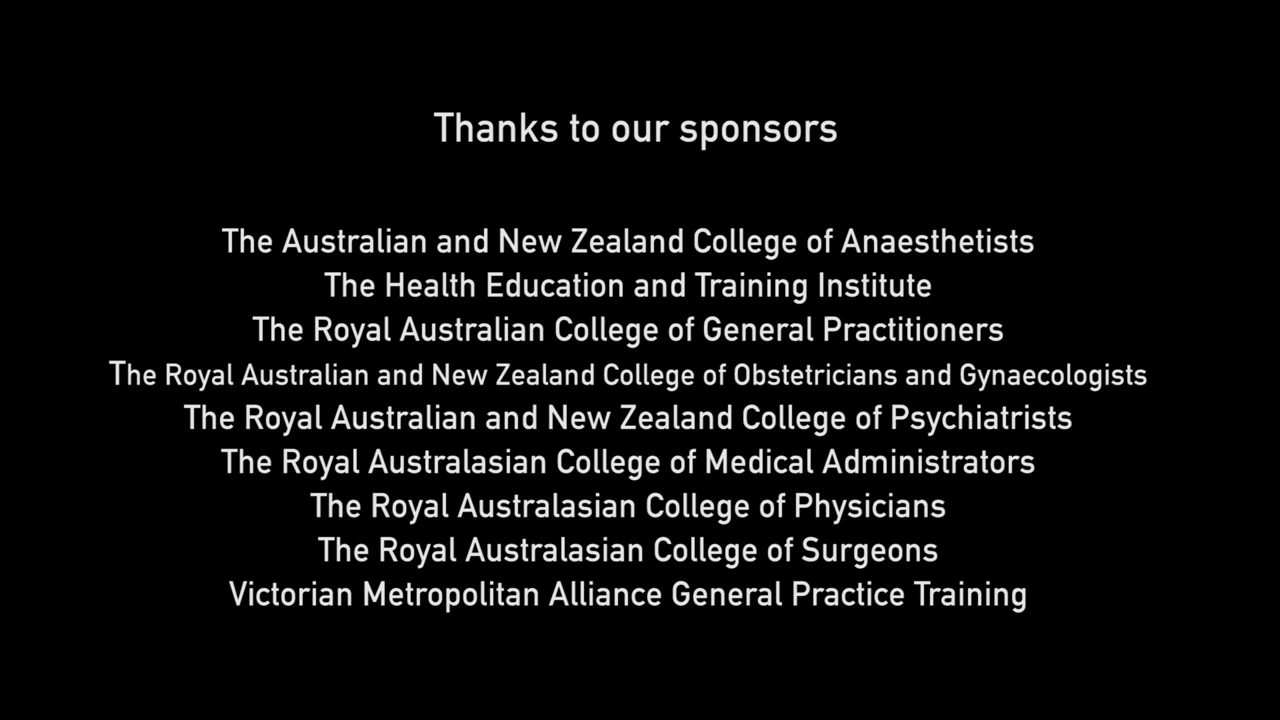 Thanks to our sponsors
The Australian and New Zealand College of Anaesthetists
The Health Education and Training Institute
The Royal Australian College of General Practitioners
The Royal Australian and New Zealand College of Obstetricians and Gynaecologists
The Royal Australian and New Zealand College of Psychiatrists
The Royal Australasian College of Medical Administrators
The Royal Australasian College of Physicians
The Royal Australasian College of Surgeons
Victorian Metropolitan Alliance General Practice Training